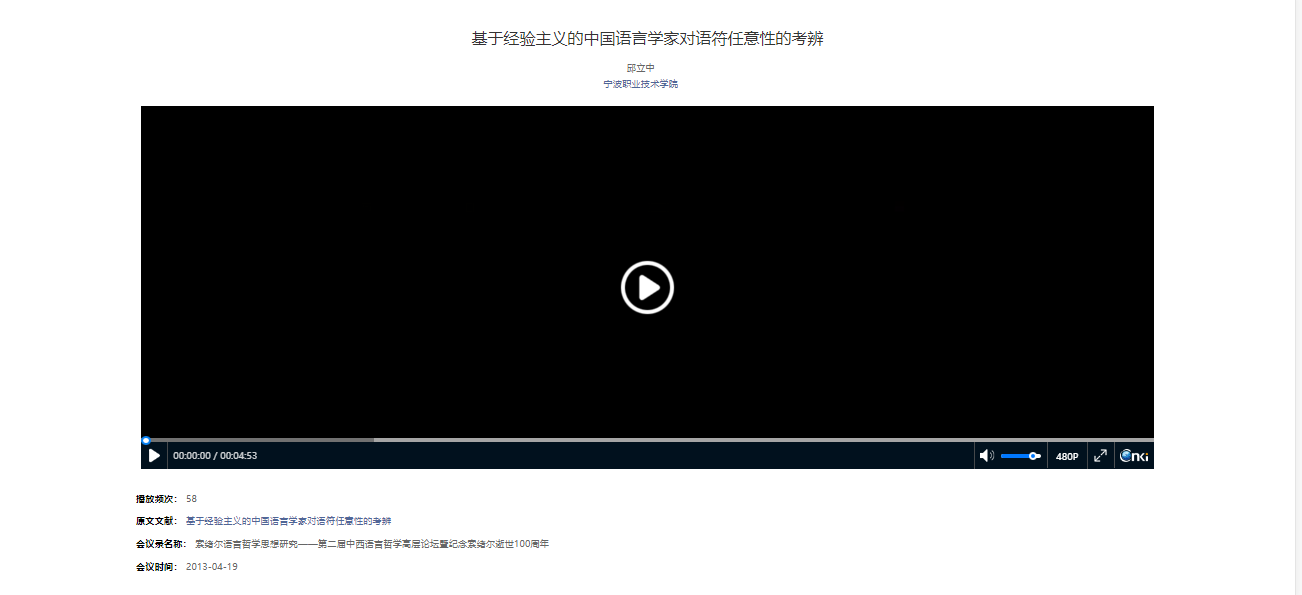 基于经验主义的中国语言学家对语符任意性的考辨
邱立中
宁波职业技术学院
00:00:00 / 00:04:53
480P
CNKI
播放频次： 58
原文文献： 基于经验主义的中国语言学家对语符任意性的考辨
会议录名称： 索绪尔语言哲学思想研究——第二届中西语言哲学高层论坛暨纪念索绪尔逝世100周年
会议时间： 2013-04-19